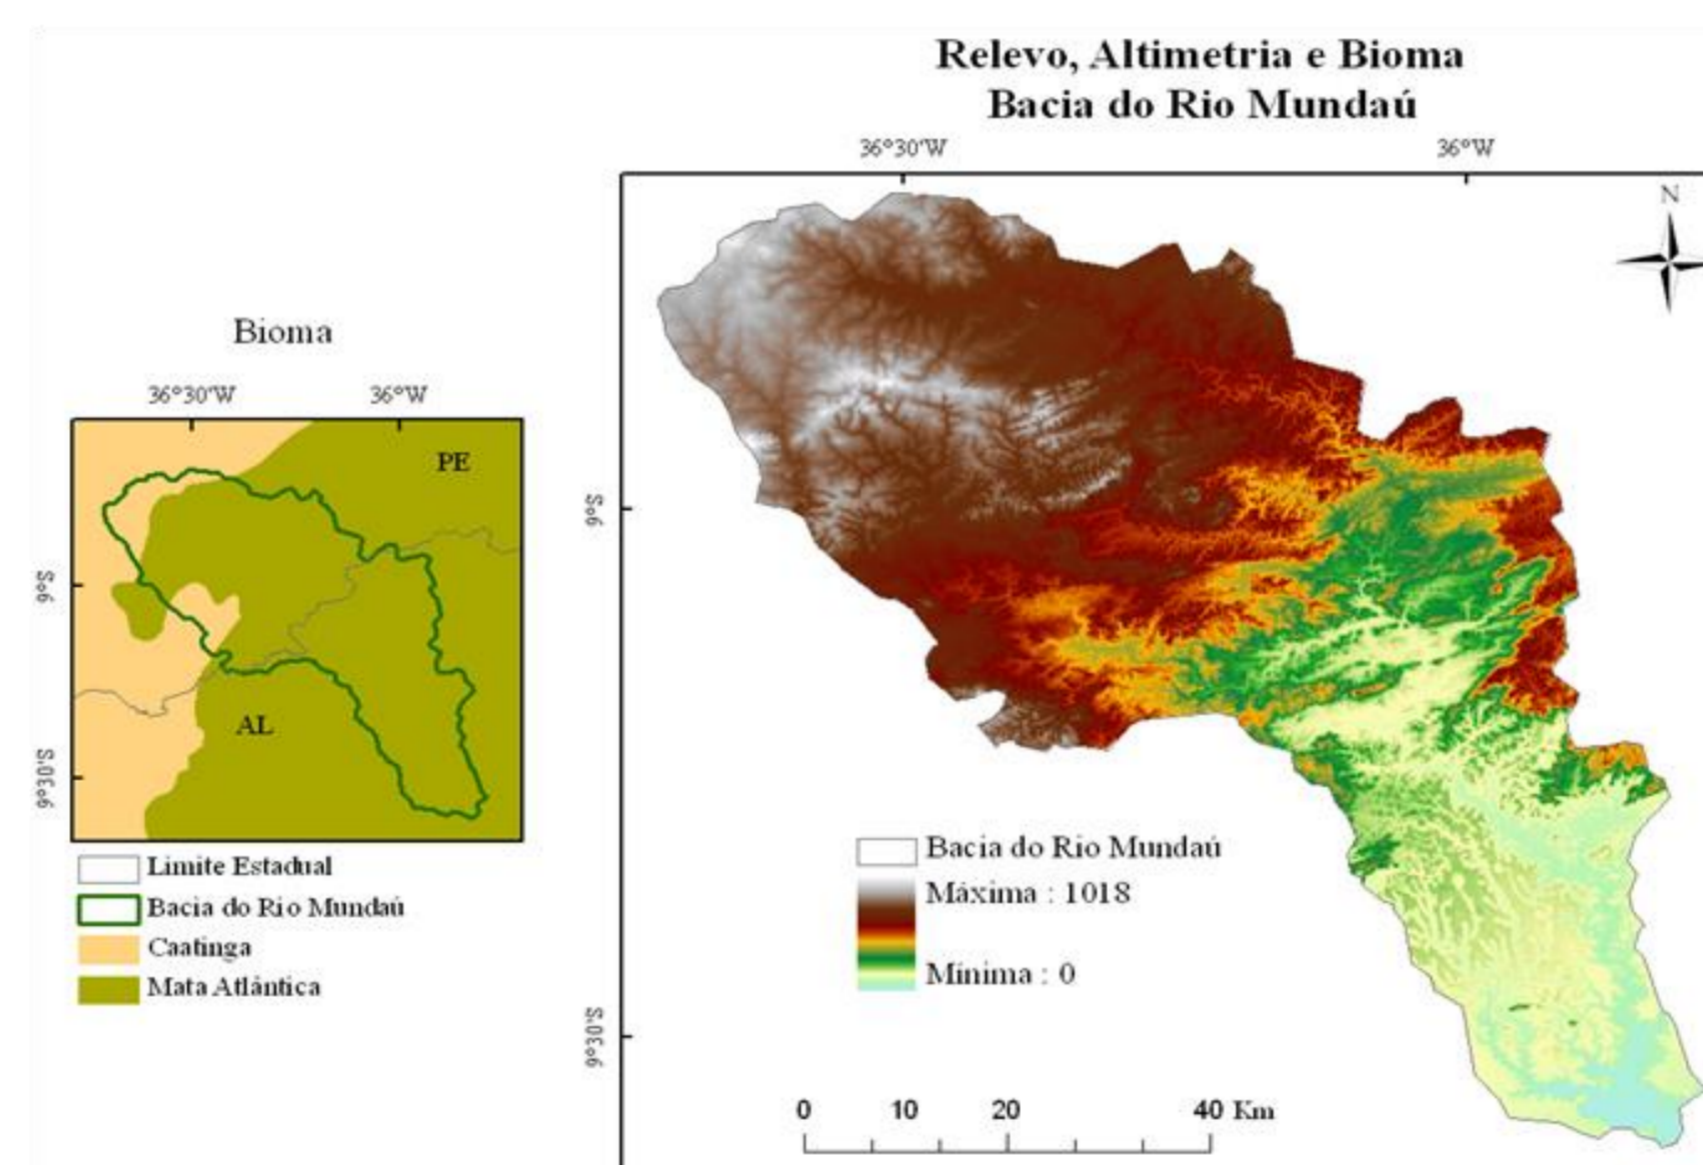 Relevo, Altimetria e Bioma
Bacia do Rio Mundaú
36°30'W
36°W
N
9°S
9°30'S
Bacia do Rio Mundaú
Máxima : 1018
Mínima : 0
0 10 20 40 Km
Bioma
36°30'W
36°W
PE
9°S
AL
9°30'S
Limite Estadual
Bacia do Rio Mundaú
Caatinga
Mata Atlântica